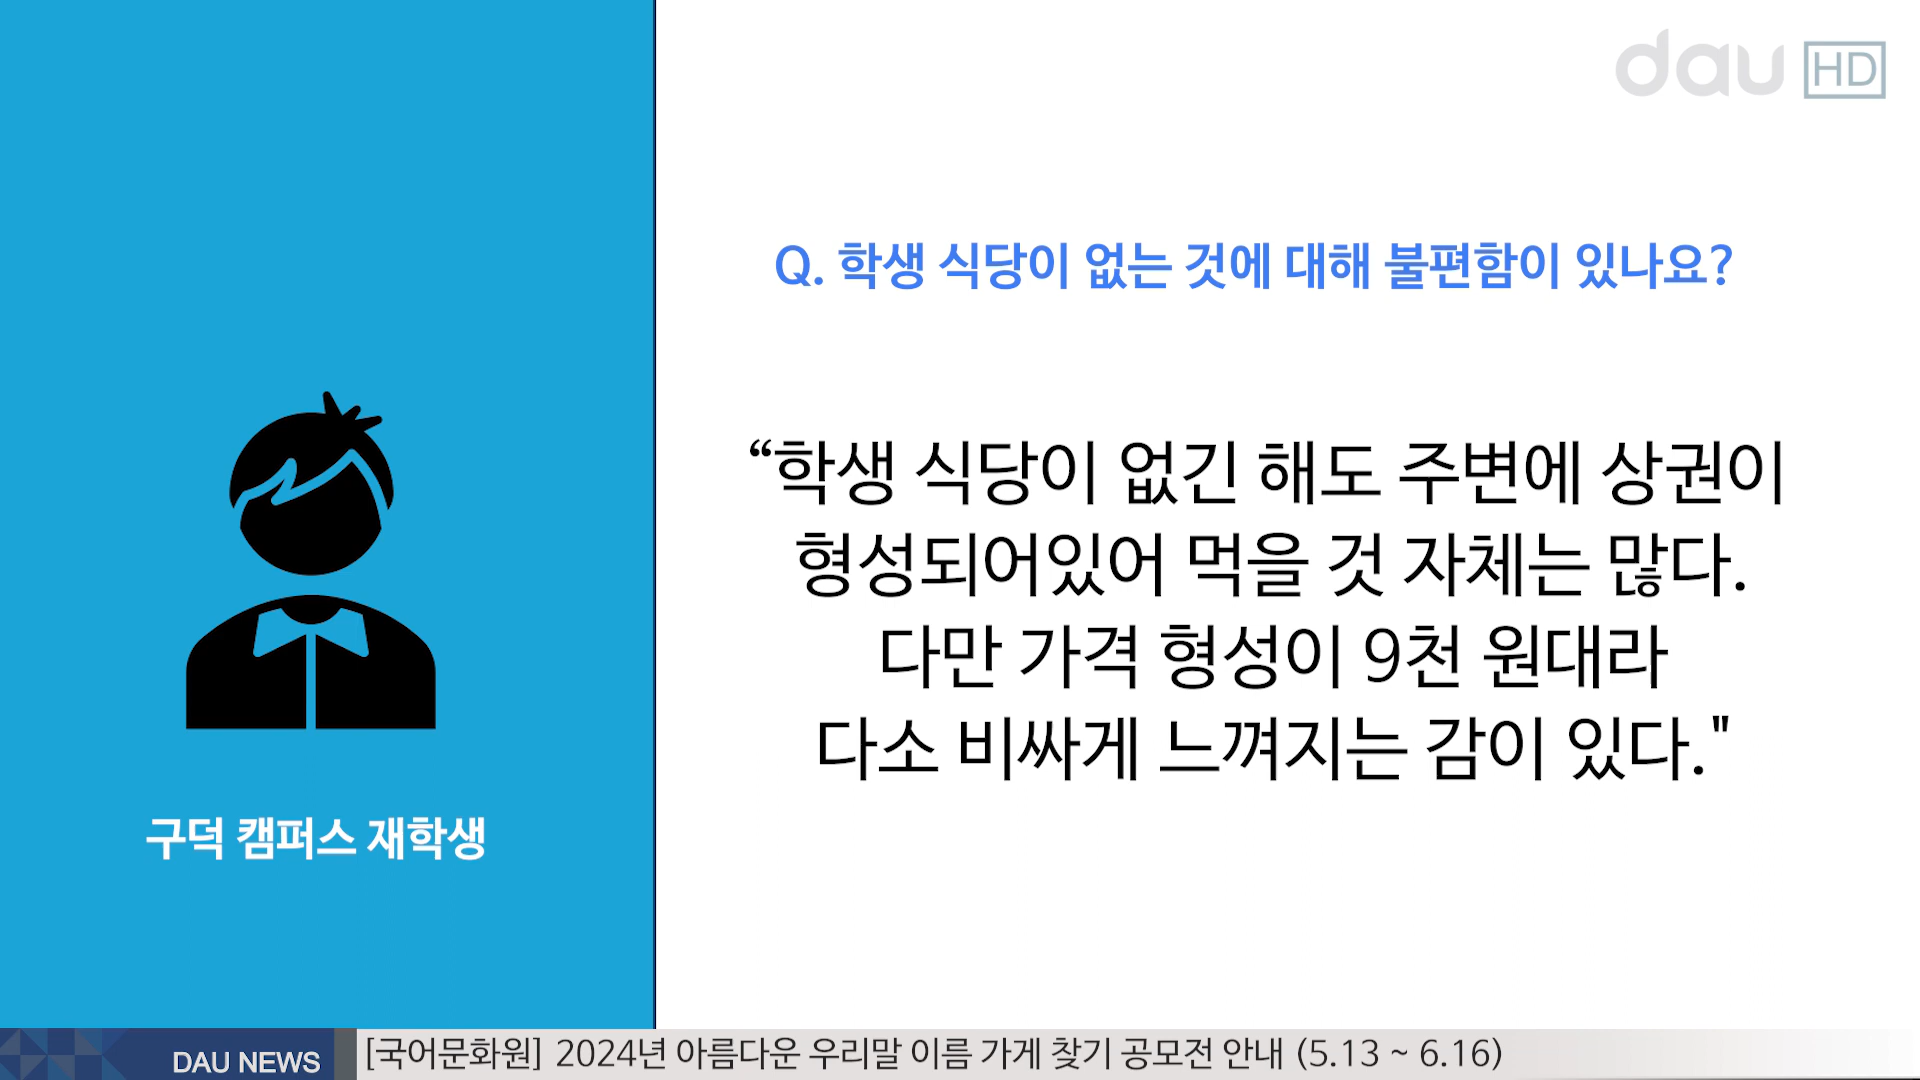 dau HD
Q. 학생 식당이 없는 것에 대해 불편함이 있나요?
“학생 식당이 없긴 해도 주변에 상권이
형성되어있어 먹을 것 자체는 많다.
다만 가격 형성이 9천 원대라
다소 비싸게 느껴지는 감이 있다."
구덕 캠퍼스 재학생
DAU NEWS
[국어문화원] 2024년 아름다운 우리말 이름 가게 찾기 공모전 안내 (5.13 ~ 6.16)